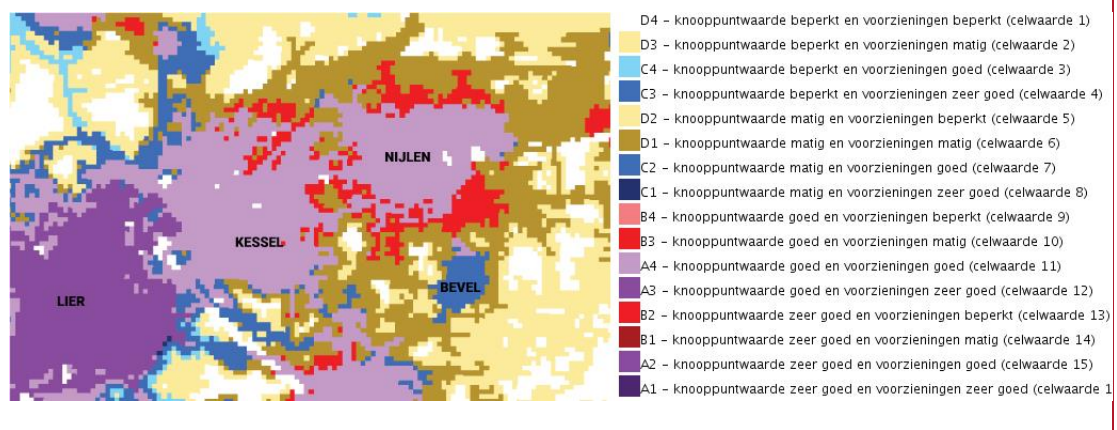 D4 – knooppuntwaarde beperkt en voorzieningen beperkt (celwaarde 1)
D3 – knooppuntwaarde beperkt en voorzieningen matig (celwaarde 2)
C4 – knooppuntwaarde beperkt en voorzieningen goed (celwaarde 3)
C3 – knooppuntwaarde beperkt en voorzieningen zeer goed (celwaarde 4)
D2 – knooppuntwaarde matig en voorzieningen beperkt (celwaarde 5)
D1 – knooppuntwaarde matig en voorzieningen matig (celwaarde 6)
C2 – knooppuntwaarde matig en voorzieningen goed (celwaarde 7)
C1 – knooppuntwaarde matig en voorzieningen zeer goed (celwaarde 8)
B4 – knooppuntwaarde goed en voorzieningen beperkt (celwaarde 9)
B3 – knooppuntwaarde goed en voorzieningen matig (celwaarde 10)
A4 – knooppuntwaarde goed en voorzieningen goed (celwaarde 11)
A3 – knooppuntwaarde goed en voorzieningen zeer goed (celwaarde 12)
B2 – knooppuntwaarde zeer goed en voorzieningen beperkt (celwaarde 13)
B1 – knooppuntwaarde zeer goed en voorzieningen matig (celwaarde 14)
A2 – knooppuntwaarde zeer goed en voorzieningen goed (celwaarde 15)
A1 – knooppuntwaarde zeer goed en voorzieningen zeer goed (celwaarde 1
NIJLEN
KESSEL
BEVEL
LIER